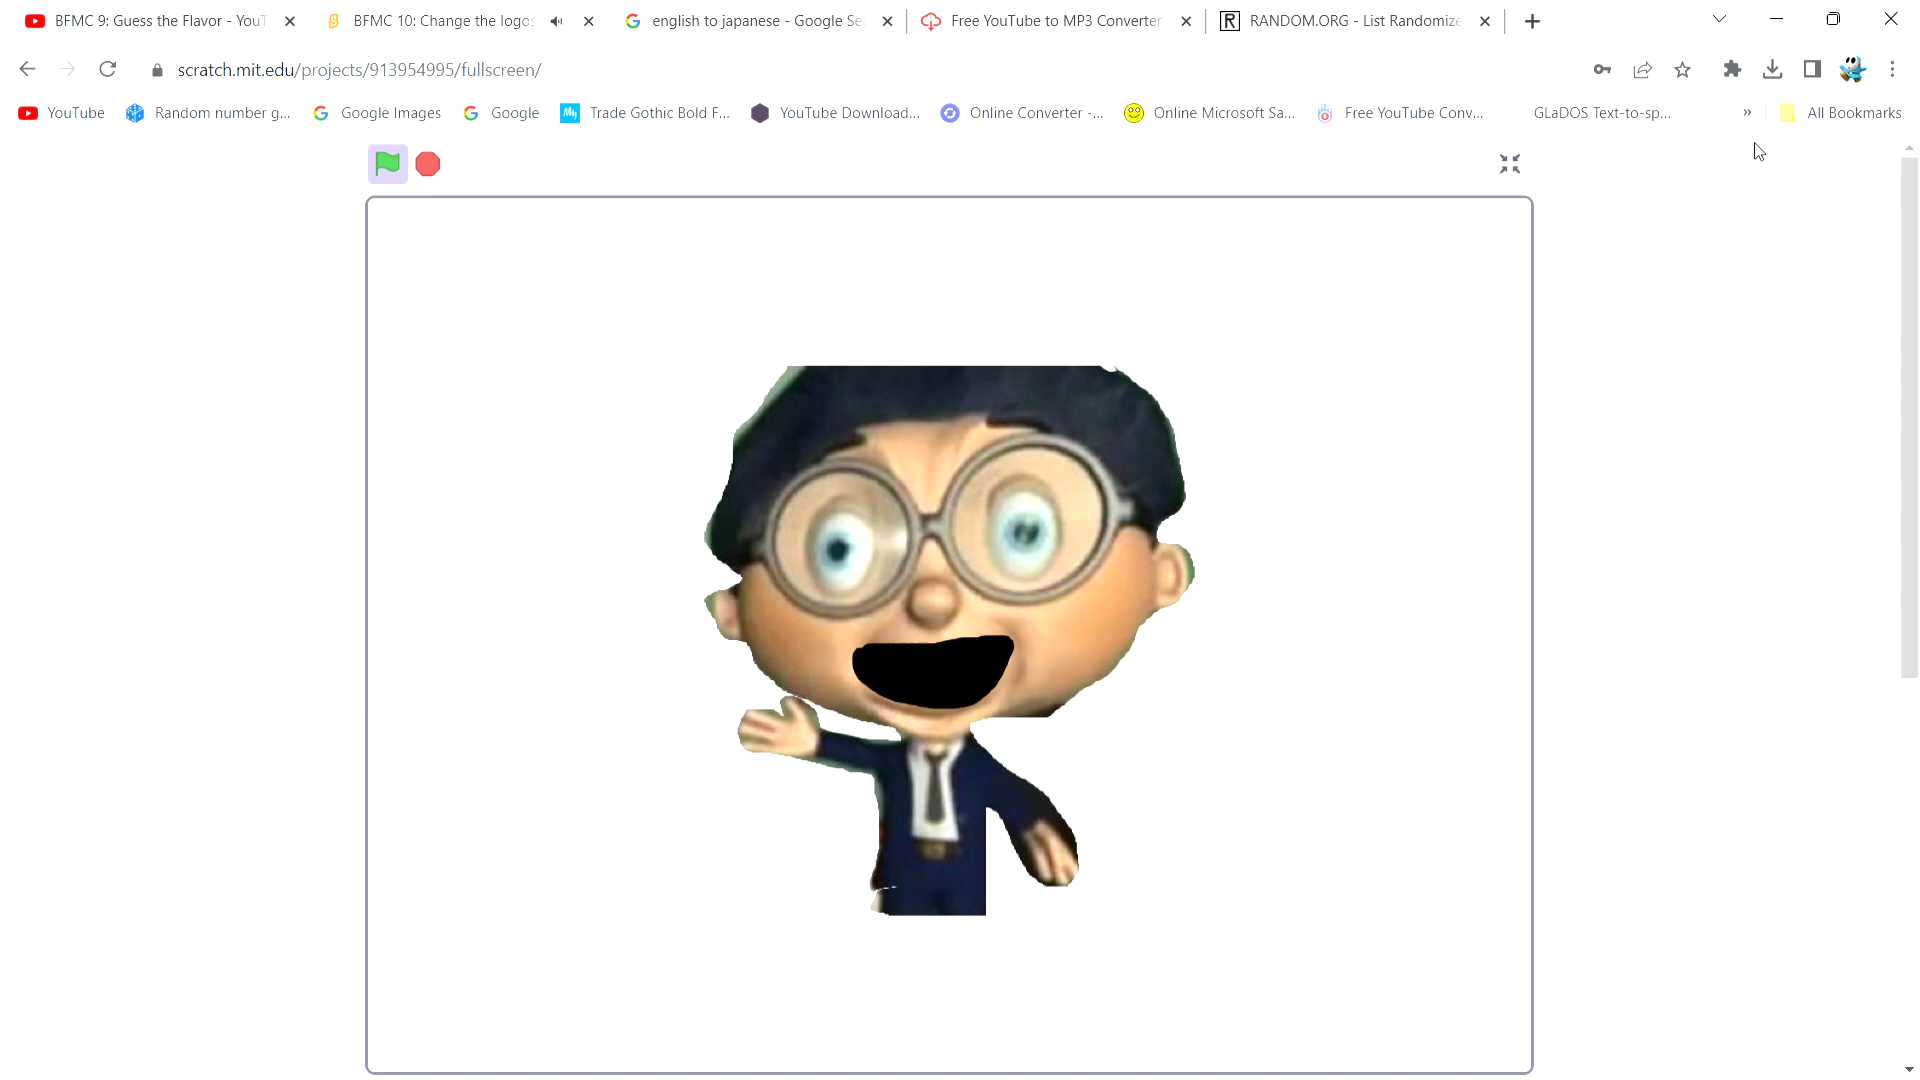 BFMC 9: Guess the Flavor - YouT
BFMC 10: Change the logos
english to japanese - Google Se
Free YouTube to MP3 Converter
R
RANDOM.ORG - List Randomize
scratch.mit.edu/projects/913954995/fullscreen/
YouTube
Random number g...
Google Images
Google
Trade Gothic Bold F...
YouTube Download...
Online Converter -...
Online Microsoft Sa...
Free YouTube Conv...
GLaDOS Text-to-sp...
All Bookmarks